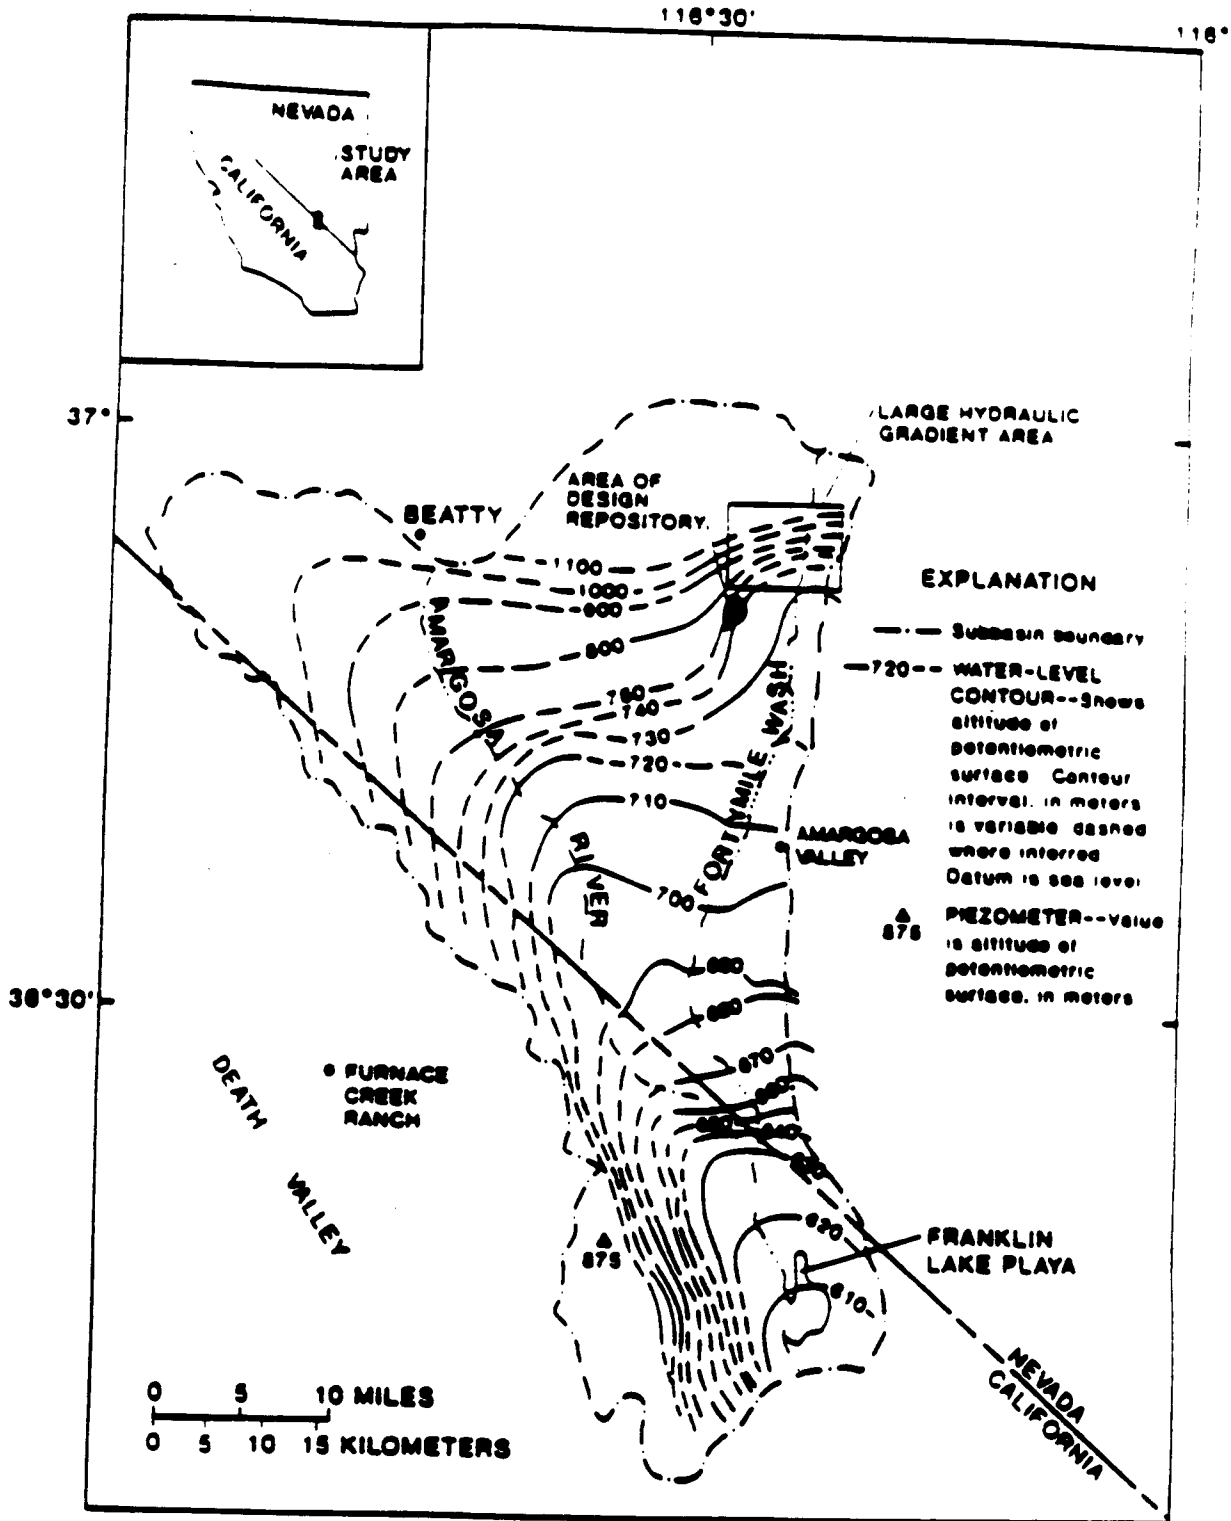 116°30'
116°
NEVADA
STUDY
AREA
CALIFORNIA
37°
LARGE HYDRAULIC
GRADIENT AREA
AREA OF
DESIGN
REPOSITORY
BEATTY
1100
1000
900
800
EXPLANATION
Subbasin boundary
720
WATER-LEVEL
CONTOUR--Shows
altitude of
potentiometric
surface Contour
interval, in meters
is variable dashed
where inferred
Datum is sea level
875
PIEZOMETER--Value
is altitude of
potentiometric
surface, in meters
AMARGOSA
RIVER
FORTYMILE WASH
740
730
720
710
AMARGOSA
VALLEY
700
670
620
610
36°30'
DEATH
VALLEY
FURNACE
CREEK
RANCH
875
FRANKLIN
LAKE PLAYA
NEVADA
CALIFORNIA
0 5 10 MILES
0 5 10 15 KILOMETERS